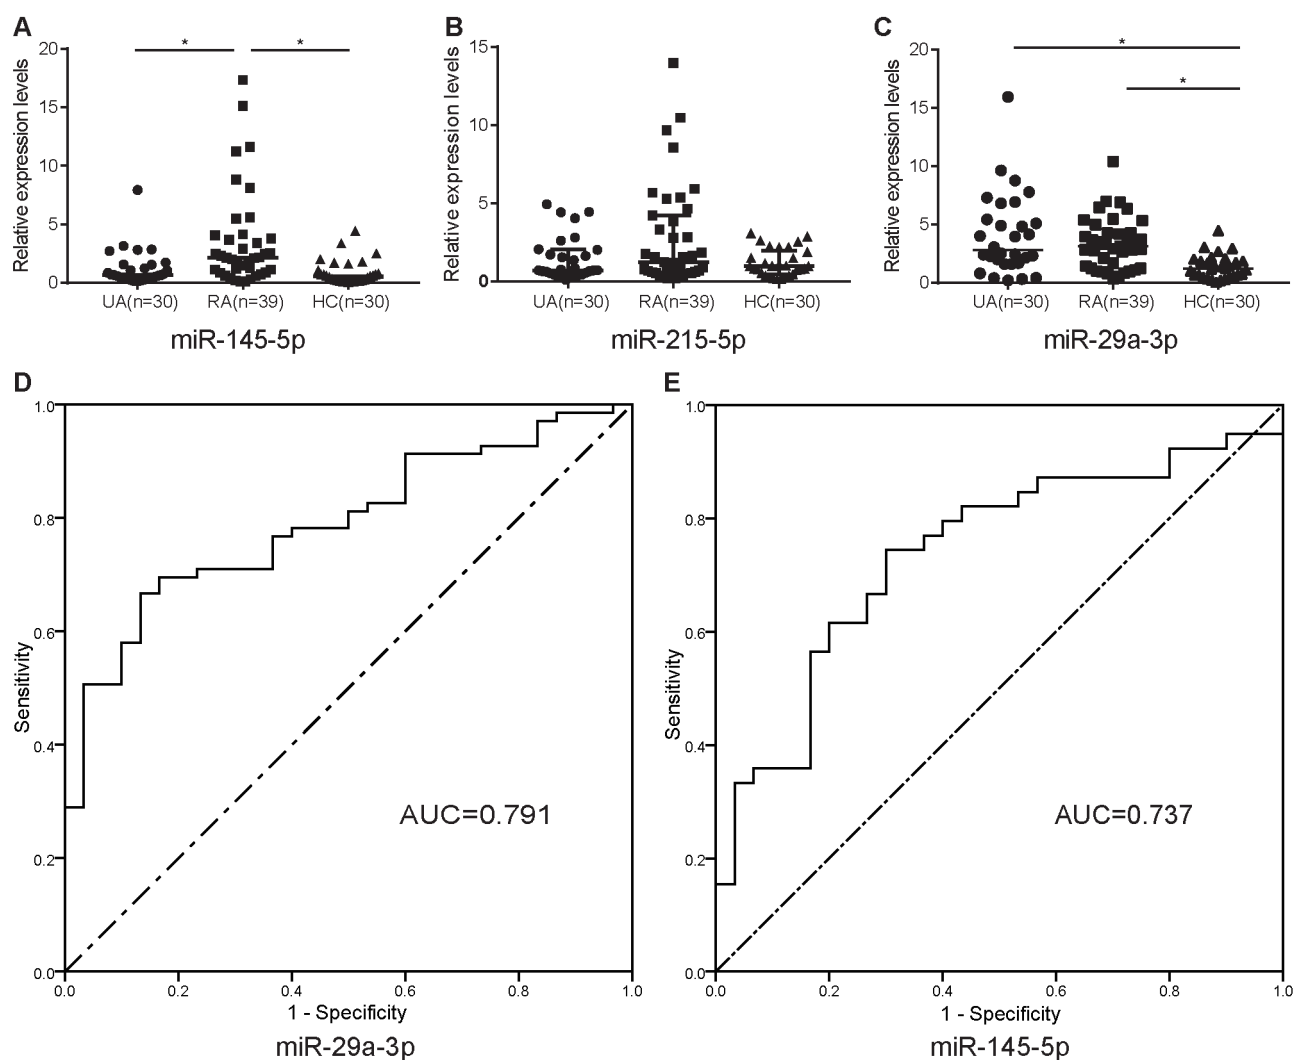 A
B
C
* *
*
*
Relative expression levels
20
15
10
5
0
UA(n=30) RA(n=39) HC(n=30)
miR-145-5p
Relative expression levels
15
10
5
0
UA(n=30) RA(n=39) HC(n=30)
miR-215-5p
Relative expression levels
20
15
10
5
0
UA(n=30) RA(n=39) HC(n=30)
miR-29a-3p
D
Sensitivity
1.0
0.8
0.6
0.4
0.2
0.0
AUC=0.791
0.0 0.2 0.4 0.6 0.8 1.0
1 - Specificity
miR-29a-3p
E
Sensitivity
1.0
0.8
0.6
0.4
0.2
0.0
AUC=0.737
0.0 0.2 0.4 0.6 0.8 1.0
1 - Specificity
miR-145-5p